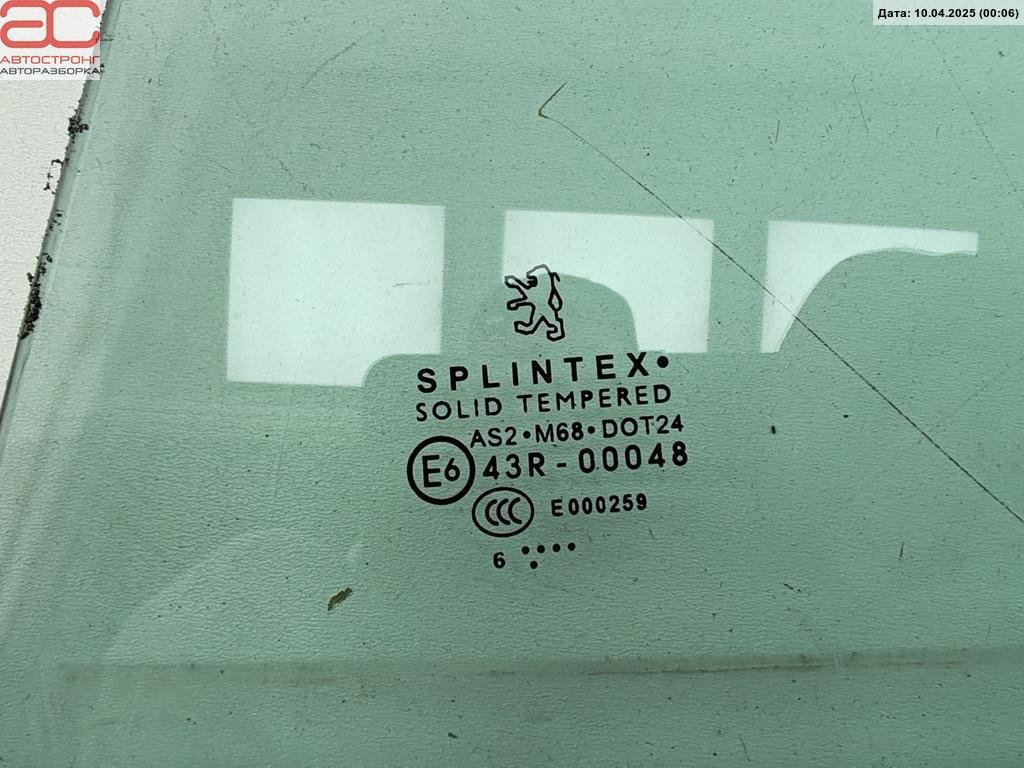 Дата: 10.04.2025 (00:06)
АС
АВТОСТРОНГ
АВТОРАЗБОРКА
SPLINTEX•
SOLID TEMPERED
AS2•M68•DOT24
E6 43R-00048
CCC E000259
6